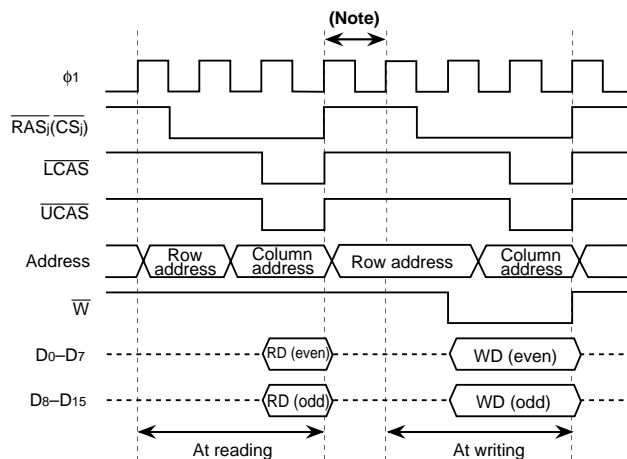 (Note)
ϕ1
RASj(CSj)
LCAS
UCAS
Address
Row
address
Column
address
Row address
Column
address
W
D0–D7
RD (even)
WD (even)
D8–D15
RD (odd)
WD (odd)
At reading
At writing